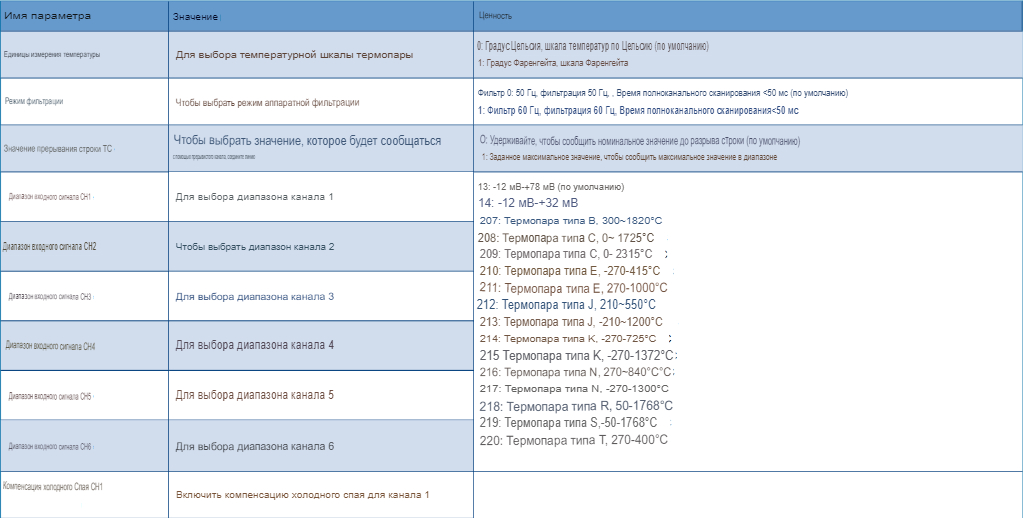 Имя параметра
Значение
Ценность
Единицы измерения температуры
Для выбора температурной шкалы термопары
0: Градус Цельсия, шкала температур по Цельсию (по умолчанию)
1: Градус Фаренгейта, шкала Фаренгейта
Режим фильтрации
Чтобы выбрать режим аппаратной фильтрации
Фильтр 0: 50 Гц, фильтрация 50 Гц, , Время полноканального сканирования <50 мс (по умолчанию)
1: Фильтр 60 Гц, фильтрация 60 Гц, Время полноканального сканирования<50 мс
Значение прерывания строки ТС
Чтобы выбрать значение, которое будет сообщаться
О: Удерживайте, чтобы сообщить номинальное значение до разрыва строки (по умолчанию)
1: Заданное максимальное значение, чтобы сообщить максимальное значение в диапазоне
Диапазон входного сигнала CH1
Для выбора диапазона канала 1
Диапазон входного сигнала CH2
Чтобы выбрать диапазон канала 2
Диапазон входного сигнала CH3
Для выбора диапазона канала 3
Диапазон входного сигнала CH4
Для выбора диапазона канала 4
Диапазон входного сигнала CH5
Для выбора диапазона канала 5
Диапазон входного сигнала CH6
Для выбора диапазона канала 6
13: -12 мВ-+78 мВ (по умолчанию)
14: -12 мВ-+32 мВ
207: Термопара типа B, 300~1820°C
208: Термопара типа C, 0~ 1725°C
209: Термопара типа C, 0- 2315°C
210: Термопара типа E, -270-415°C
211: Термопара типа E, 270-1000°C
212: Термопара типа J, 210~550°C
213: Термопара типа J, -210~1200°C
214: Термопара типа K, -270-725°C
215 Термопара типа K, -270-1372°C
216: Термопара типа N, 270~840°C°C
217: Термопара типа N, -270-1300°C
218: Термопара типа R, 50-1768°C
219: Термопара типа S,-50-1768°C
220: Термопара типа T, 270-400°C
Компенсация холодного Спая CH1
Включить компенсацию холодного спая для канала 1